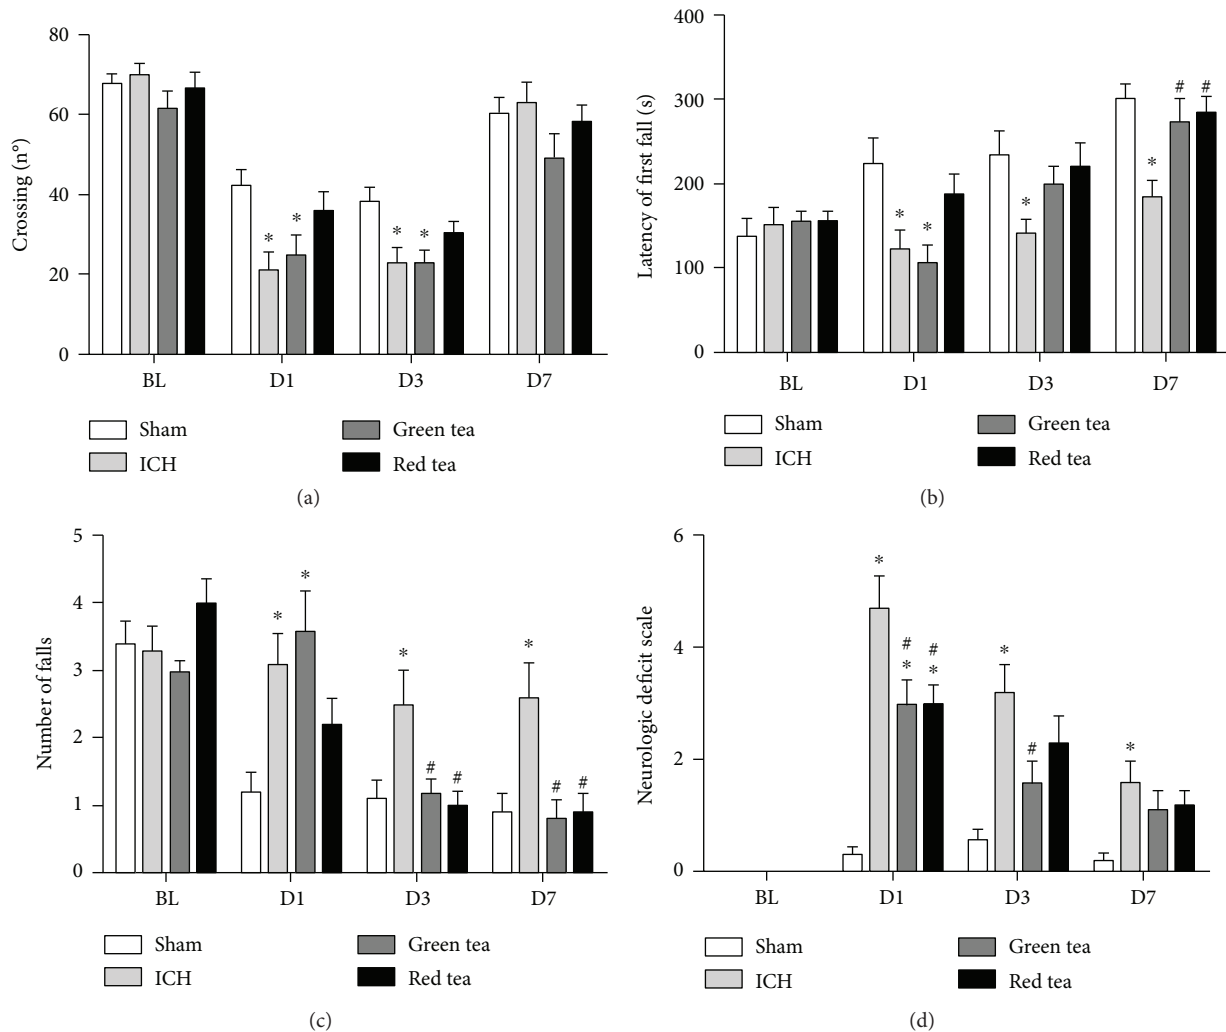 80
60
40
20
0
Crossing (n°)
*
*
*
*
BL
D1
D3
D7
Sham
Green tea
ICH
Red tea
(a)
400
300
200
100
0
Latency of first fall (s)
*
*
*
*
#
#
BL
D1
D3
D7
Sham
Green tea
ICH
Red tea
(b)
5
4
3
2
1
0
Number of falls
*
*
*
#
#
*
#
#
BL
D1
D3
D7
Sham
Green tea
ICH
Red tea
(c)
6
4
2
0
Neurologic deficit scale
*
#
*
#
*
*
#
*
BL
D1
D3
D7
Sham
Green tea
ICH
Red tea
(d)